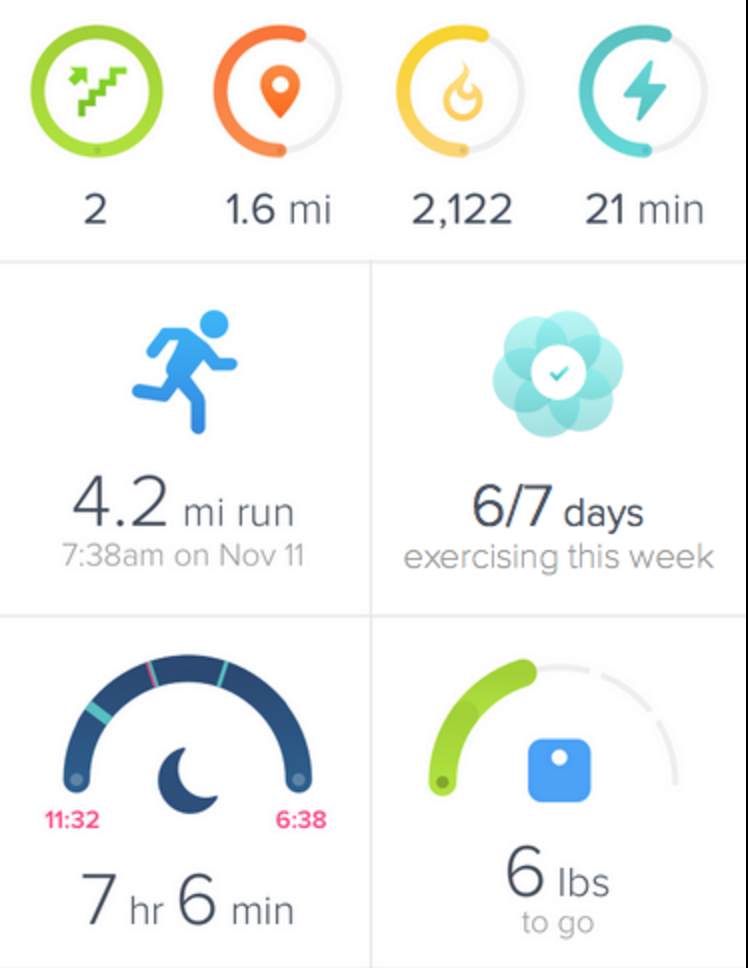 2
1.6 mi
2,122
21 min
4.2 mi run
7:38am on Nov 11
6/7 days
exercising this week
11:32
6:38
7 hr 6 min
6 lbs
to go